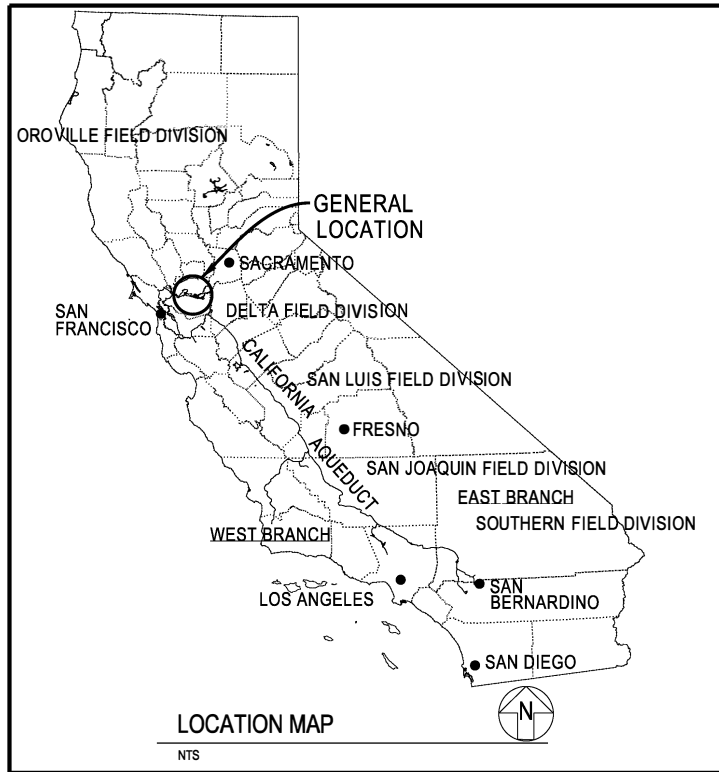 OROVILLE FIELD DIVISION
GENERAL
LOCATION
SACRAMENTO
SAN
FRANCISCO
DELTA FIELD DIVISION
CALIFORNIA
AQUEDUCT
SAN LUIS FIELD DIVISION
FRESNO
SAN JOAQUIN FIELD DIVISION
EAST BRANCH
SOUTHERN FIELD DIVISION
WEST BRANCH
LOS ANGELES
SAN
BERNARDINO
SAN DIEGO
N
LOCATION MAP
NTS